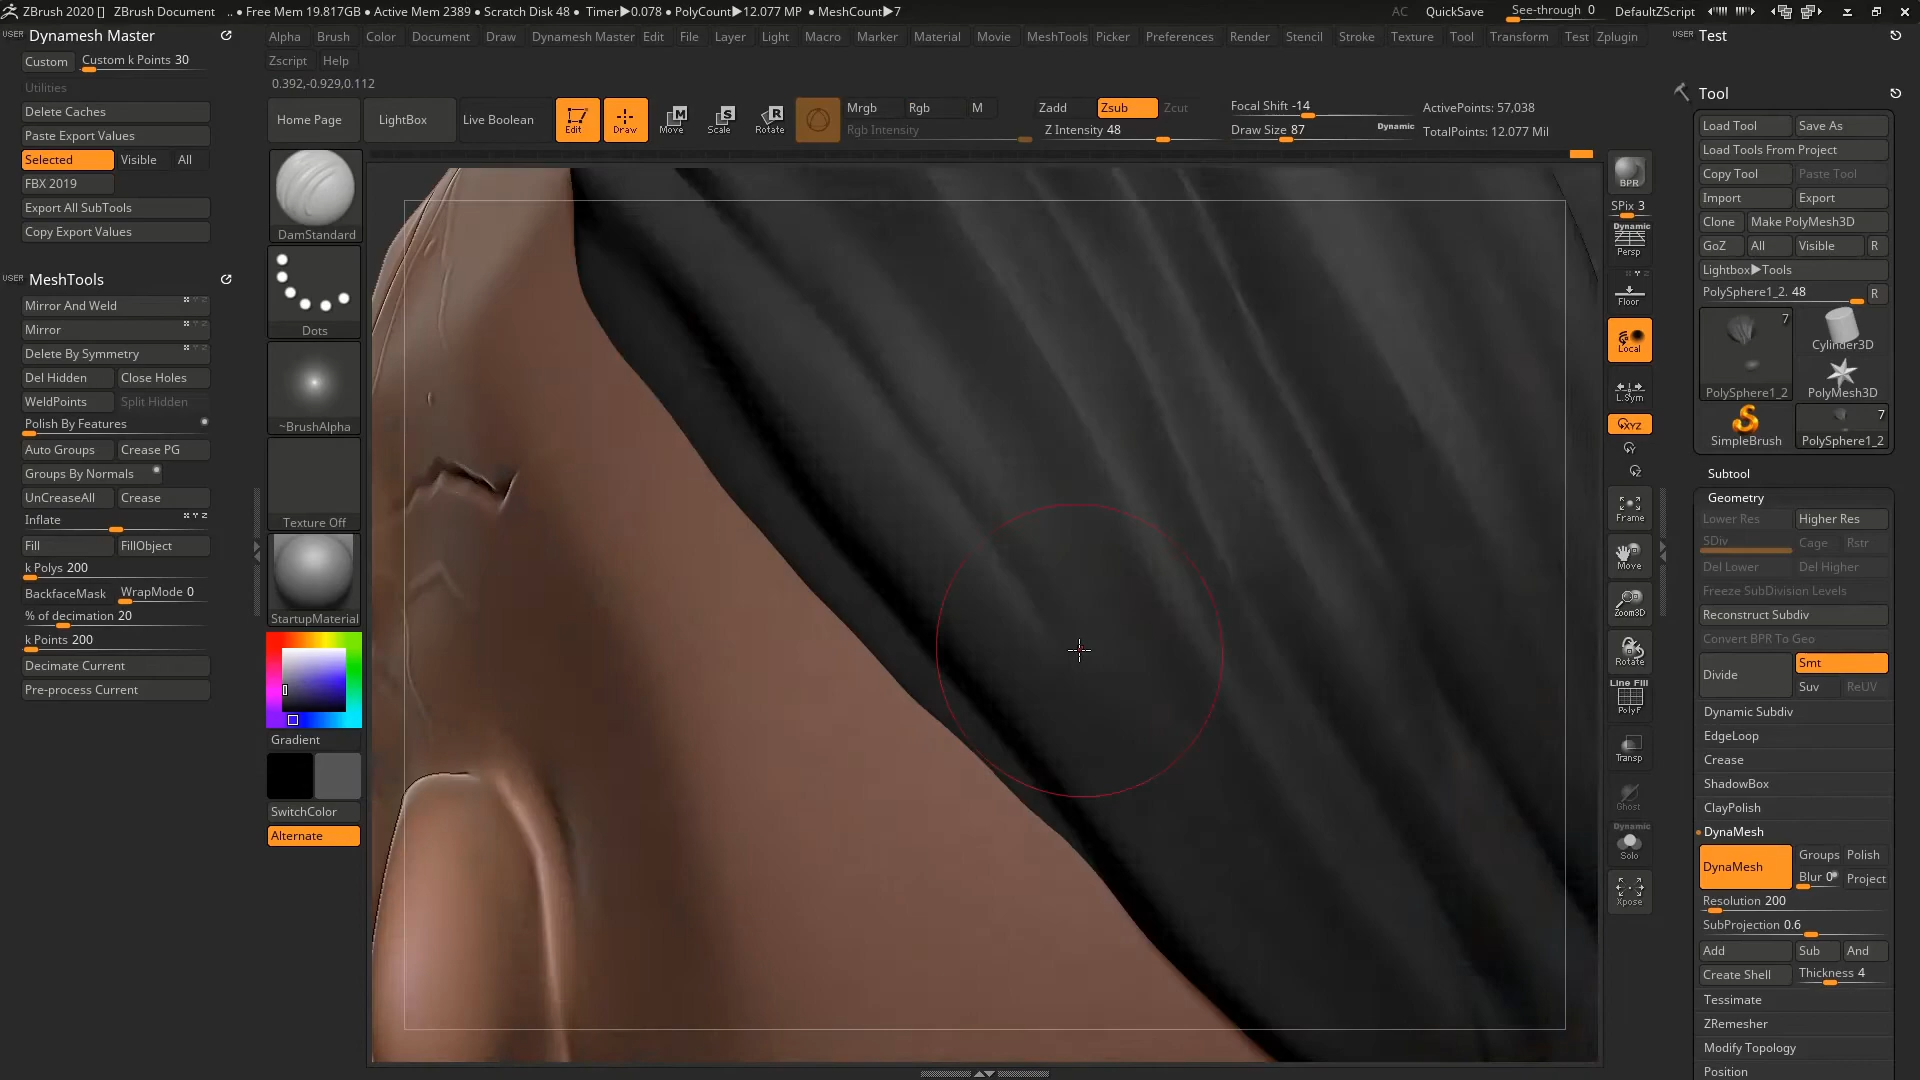 ZBrush 2020 [] ZBrush Document .. • Free Mem 19.817GB • Active Mem 2389 • Scratch Disk 48 • Timer▶0.078 • PolyCount▶12.077 MP • MeshCount▶7
AC QuickSave See-through 0 DefaultZScript
USER Dynamesh Master
Alpha Brush Color Document Draw Dynamesh Master Edit File Layer Light Macro Marker Material Movie MeshTools Picker Preferences Render Stencil Stroke Texture Tool Transform Test Zplugin
Zscript Help
0.392,-0.929,0.112
USER Test
Custom Custom k Points 30
Utilities
Delete Caches
Paste Export Values
Selected Visible All
FBX 2019
Export All SubTools
Copy Export Values
USER MeshTools
Mirror And Weld
Mirror
Delete By Symmetry
Del Hidden Close Holes
WeldPoints Split Hidden
Polish By Features
Auto Groups Crease PG
Groups By Normals
UnCreaseAll Crease
Inflate
Fill FillObject
k Polys 200
BackfaceMask WrapMode 0
% of decimation 20
k Points 200
Decimate Current
Pre-process Current
Home Page LightBox Live Boolean Edit Draw Move Scale Rotate
Mrgb Rgb M
Rgb Intensity
Zadd Zsub Zcut
Z Intensity 48
Focal Shift -14
Draw Size 87 Dynamic
ActivePoints: 57,038
TotalPoints: 12.077 Mil
DamStandard
Dots
~BrushAlpha
Texture Off
StartupMaterial
Gradient
SwitchColor
Alternate
BPR
SPix 3
Dynamic
Persp
Floor
Local
L.Sym
XYZ
Frame
Move
Zoom3D
Rotate
Line Fill
PolyF
Transp
Ghost
Dynamic
Solo
Xpose
Tool
Load Tool Save As
Load Tools From Project
Copy Tool Paste Tool
Import Export
Clone Make PolyMesh3D
GoZ All Visible R
Lightbox▶Tools
PolySphere1_2. 48 R
7
Cylinder3D
PolySphere1_2 PolyMesh3D
7
SimpleBrush PolySphere1_2
Subtool
Geometry
Lower Res Higher Res
SDiv Cage Rstr
Del Lower Del Higher
Freeze SubDivision Levels
Reconstruct Subdiv
Convert BPR To Geo
Divide Smt
Suv ReUV
Dynamic Subdiv
EdgeLoop
Crease
ShadowBox
ClayPolish
DynaMesh
DynaMesh Groups Polish
Blur 0 Project
Resolution 200
SubProjection 0.6
Add Sub And
Create Shell Thickness 4
Tessimate
ZRemesher
Modify Topology
Position